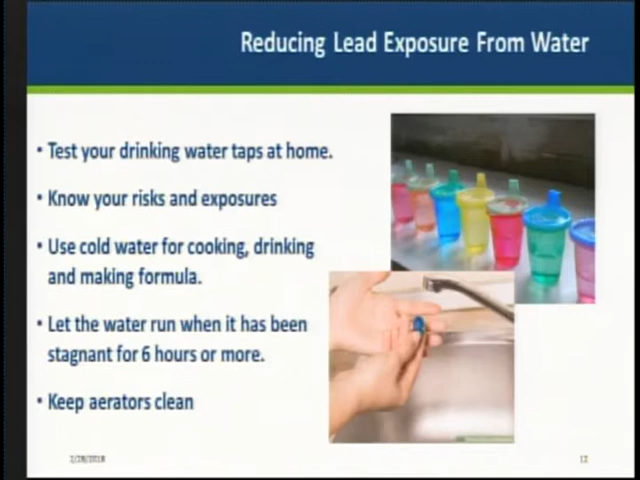 Reducing Lead Exposure From Water
• Test your drinking water taps at home.
• Know your risks and exposures
• Use cold water for cooking, drinking
and making formula.
• Let the water run when it has been
stagnant for 6 hours or more.
• Keep aerators clean
12